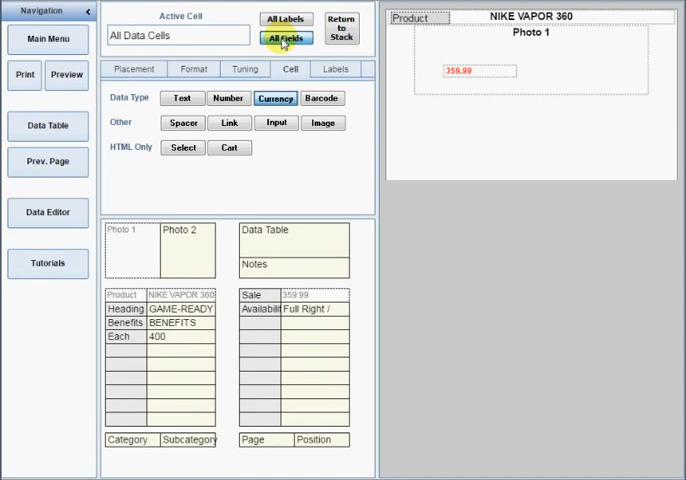 Navigation
Main Menu
Print
Preview
Data Table
Prev. Page
Data Editor
Tutorials
Active Cell
All Data Cells
All Labels
All Fields
Return to Stack
Placement
Format
Tuning
Cell
Labels
Data Type
Text
Number
Currency
Barcode
Other
Spacer
Link
Input
Image
HTML Only
Select
Cart
Photo 1
Photo 2
Data Table
Notes
Product NIKE VAPOR 360
Heading GAME-READY
Benefits BENEFITS
Each 400
Sale 359.99
Availabilit Full Right /
Category Subcategory
Page Position
Product NIKE VAPOR 360
Photo 1
359.99